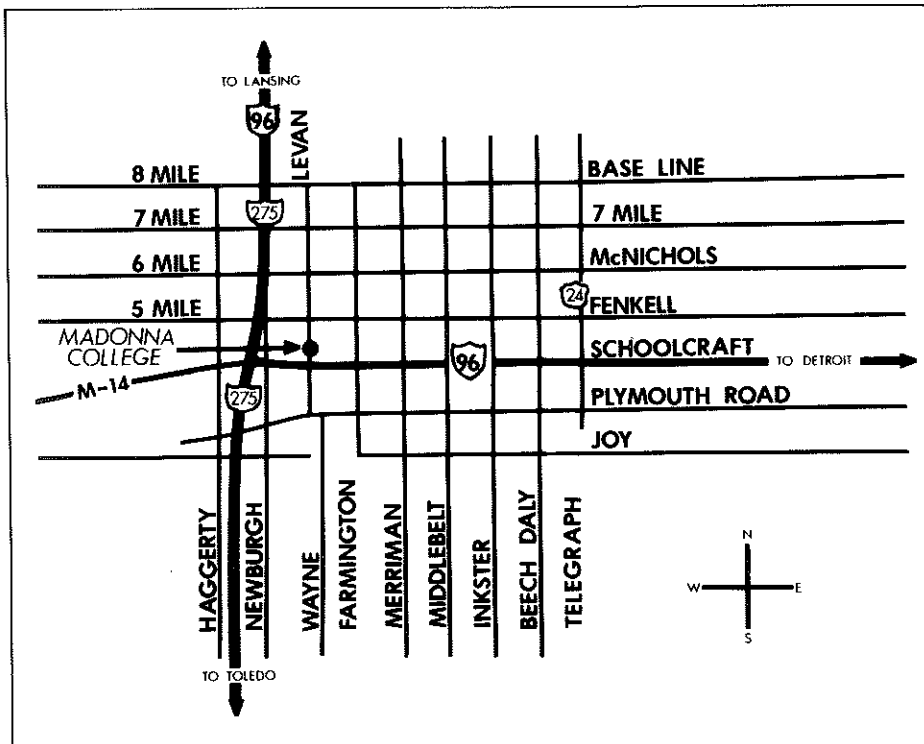 TO LANSING
96
LEVAN
8 MILE
BASE LINE
275
7 MILE
7 MILE
6 MILE
McNICHOLS
24
5 MILE
FENKELL
MADONNA
COLLEGE
96
SCHOOLCRAFT
TO DETROIT
M-14
275
PLYMOUTH ROAD
JOY
HAGGERTY
NEWBURGH
WAYNE
FARMINGTON
MERRIMAN
MIDDLEBELT
INKSTER
BEECH DALY
TELEGRAPH
N
W
E
S
TO TOLEDO